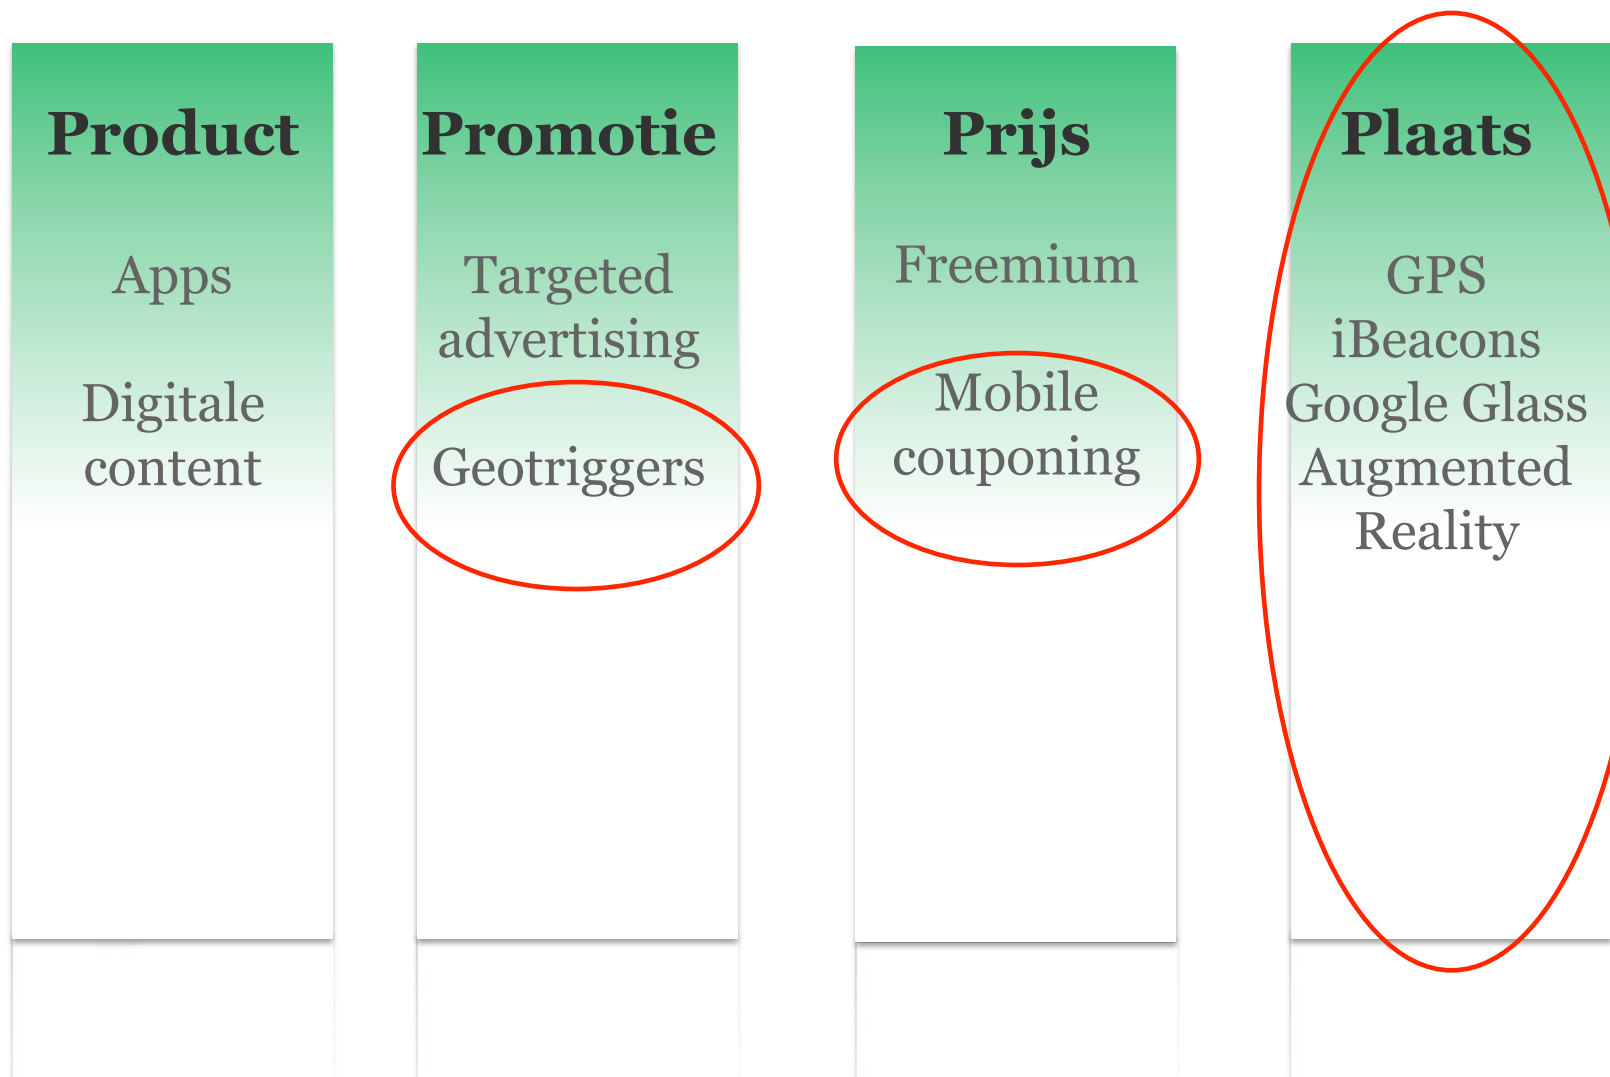 Product
Apps
Digitale
content
Promotie
Targeted
advertising
Geotriggers
Prijs
Freemium
Mobile
couponing
Plaats
GPS
iBeacons
Google Glass
Augmented
Reality